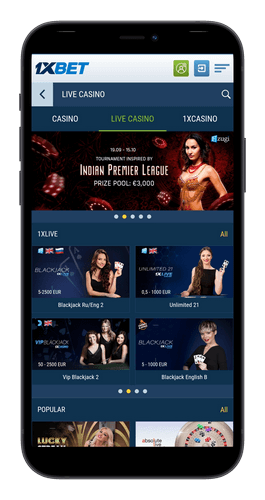 1XBET
LIVE CASINO
CASINO
LIVE CASINO
1XCASINO
19.09 - 15.10
TOURNAMENT INSPIRED BY
INDIAN PREMIER LEAGUE
PRIZE POOL: €3,000
Ezugi
1XLIVE
All
BLACKJACK
5-2500 EUR
Blackjack Ru/Eng 2
UNLIMITED 21
0,5 - 1000 EUR
Unlimited 21
VIP BLACKJACK
50 - 2500 EUR
Vip Blackjack 2
BLACKJACK
5 - 1000 EUR
Blackjack English 8
POPULAR
All
LUCKY
absolute